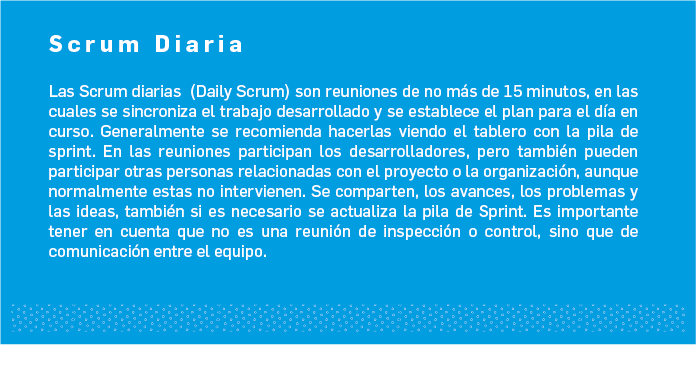 Scrum Diaria
Las Scrum diarias  (Daily Scrum) son reuniones de no más de 15 minutos, en las
cuales se sincroniza el trabajo desarrollado y se establece el plan para el día en
curso. Generalmente se recomienda hacerlas viendo el tablero con la pila de
sprint. En las reuniones participan los desarrolladores, pero también pueden
participar otras personas relacionadas con el proyecto o la organización, aunque
normalmente estas no intervienen. Se comparten, los avances, los problemas y
las ideas, también si es necesario se actualiza la pila de Sprint. Es importante
tener en cuenta que no es una reunión de inspección o control, sino que de
comunicación entre el equipo.